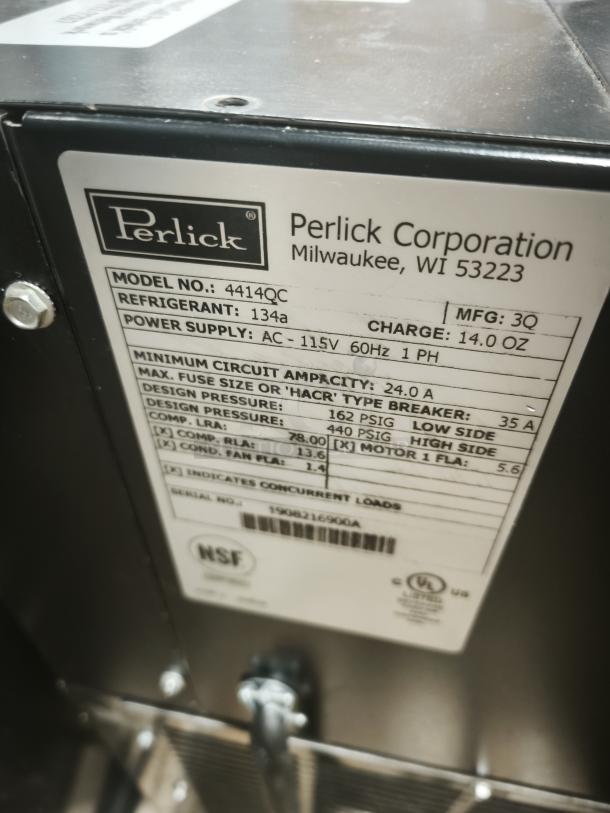 Perlick®
Perlick Corporation
Milwaukee, WI 53223
MODEL NO.: 4414QC
MFG: 3Q
REFRIGERANT: 134a
CHARGE: 14.0 OZ
POWER SUPPLY: AC - 115V 60Hz 1 PH
MINIMUM CIRCUIT AMPACITY: 24.0 A
MAX. FUSE SIZE OR 'HACR' TYPE BREAKER: 35 A
DESIGN PRESSURE: 162 PSIG LOW SIDE
DESIGN PRESSURE: 440 PSIG HIGH SIDE
COMP. LRA: 78.00
[X] COMP. RLA: 13.6
[X] MOTOR 1 FLA: 5.6
[X] COND. FAN FLA: 1.4
[X] INDICATES CONCURRENT LOADS
SERIAL NO.: 1908216900A
NSF
C UL US
LISTED